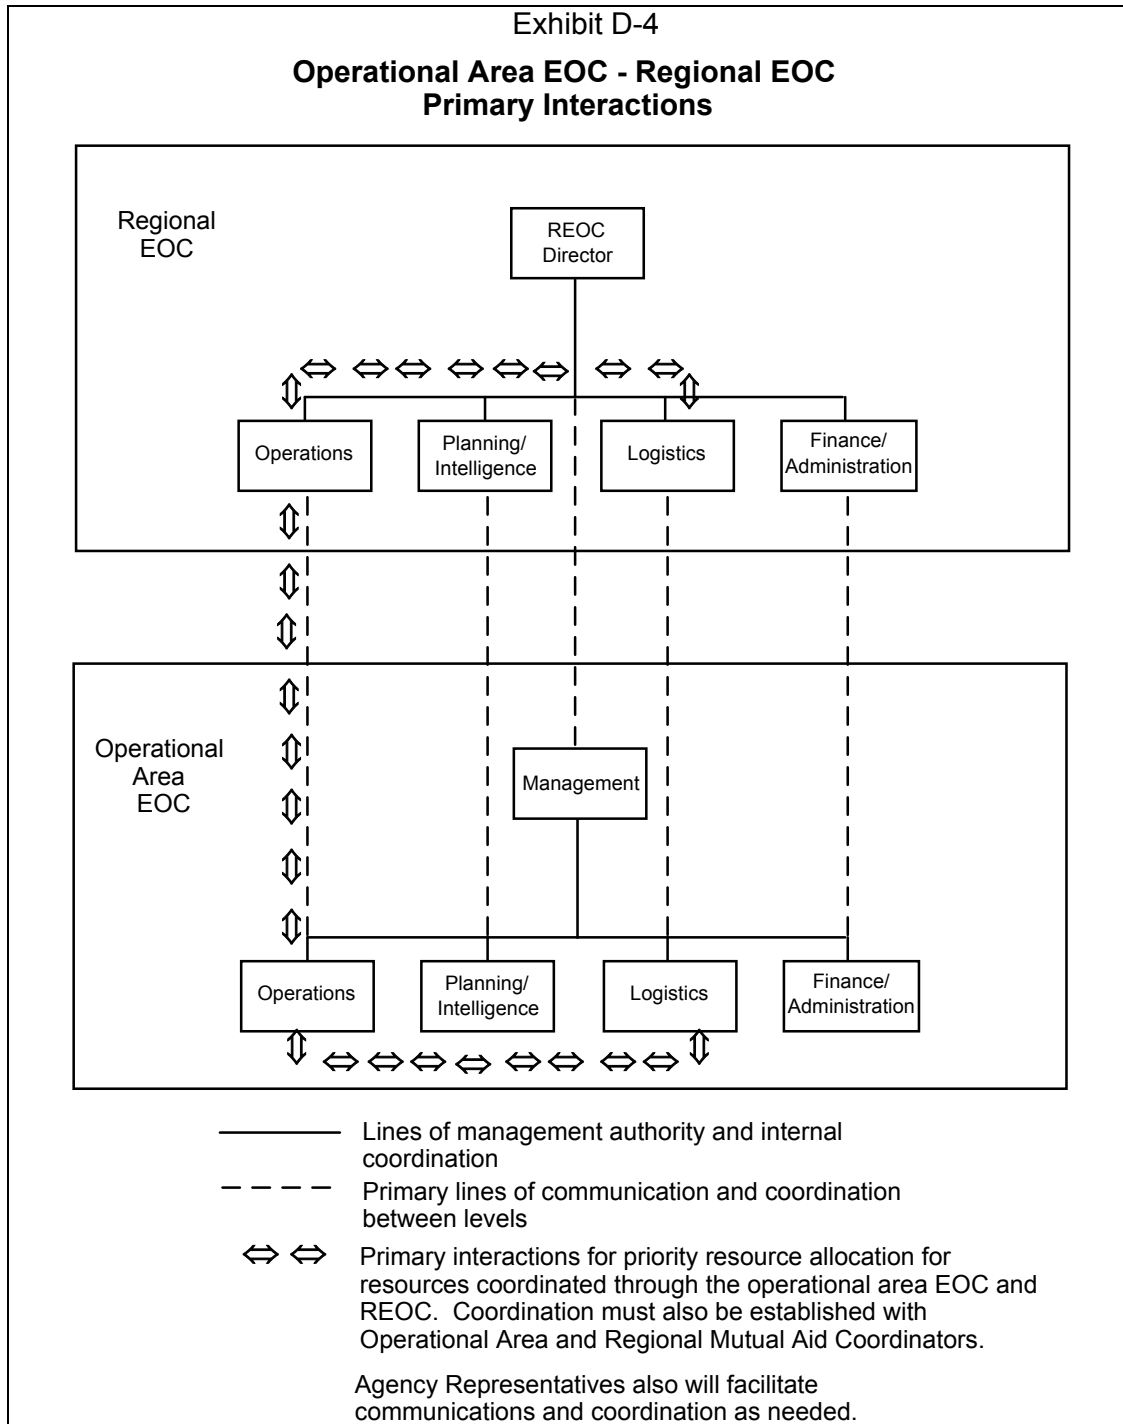 Exhibit D-4
Operational Area EOC - Regional EOC
Primary Interactions
Regional
EOC
REOC
Director
Operations
Planning/
Intelligence
Logistics
Finance/
Administration
Operational
Area
EOC
Management
Operations
Planning/
Intelligence
Logistics
Finance/
Administration
Lines of management authority and internal
coordination
Primary lines of communication and coordination
between levels
Primary interactions for priority resource allocation for
resources coordinated through the operational area EOC and
REOC.  Coordination must also be established with
Operational Area and Regional Mutual Aid Coordinators.
Agency Representatives also will facilitate
communications and coordination as needed.